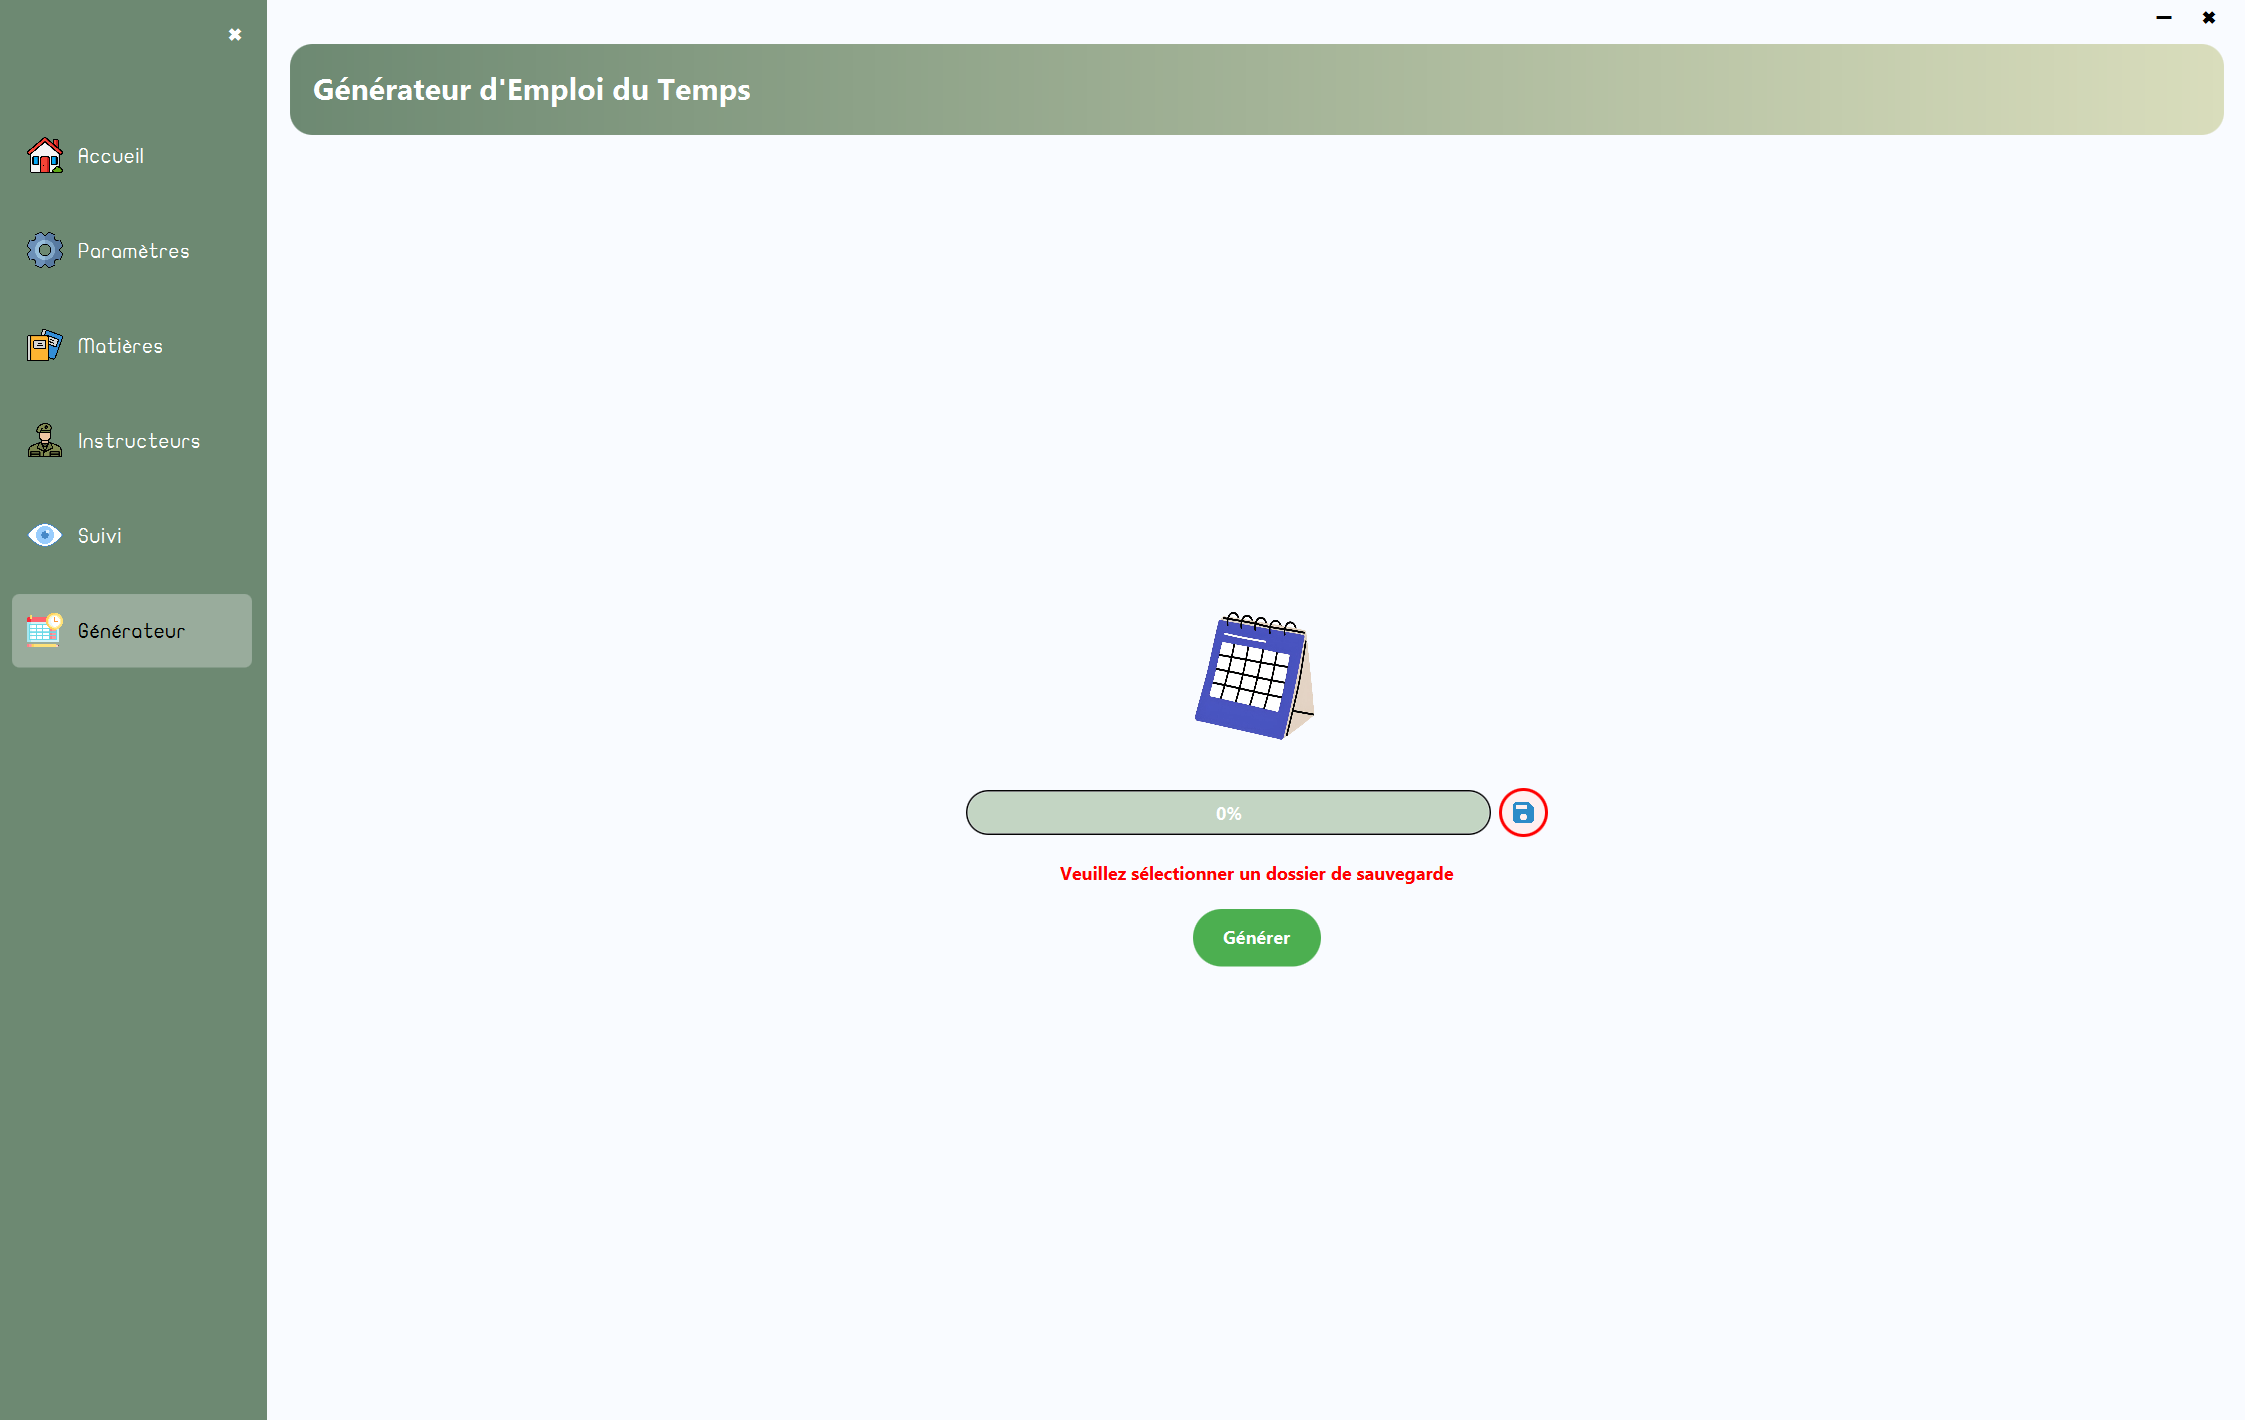 Générateur d'Emploi du Temps
Accueil
Paramètres
Matières
Instructeurs
Suivi
Générateur
0%
Veuillez sélectionner un dossier de sauvegarde
Générer